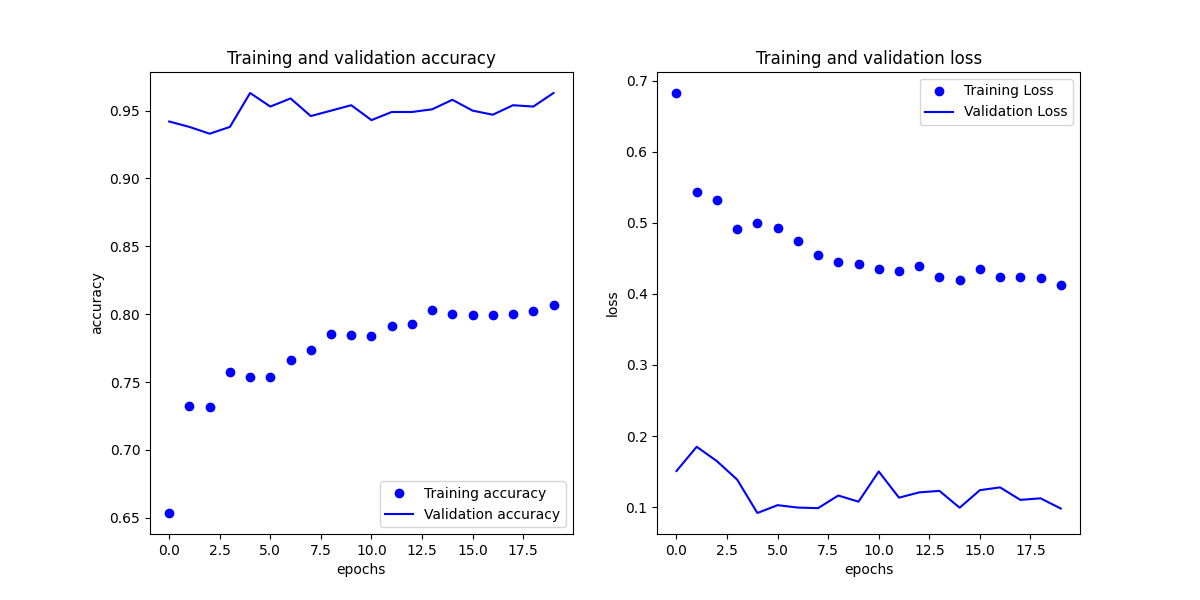 Training and validation accuracy
0.95
0.90
0.85
0.80
0.75
0.70
0.65
accuracy
Training accuracy
Validation accuracy
0.0 2.5 5.0 7.5 10.0 12.5 15.0 17.5
epochs
Training and validation loss
0.7
0.6
0.5
0.4
0.3
0.2
0.1
loss
Training Loss
Validation Loss
0.0 2.5 5.0 7.5 10.0 12.5 15.0 17.5
epochs